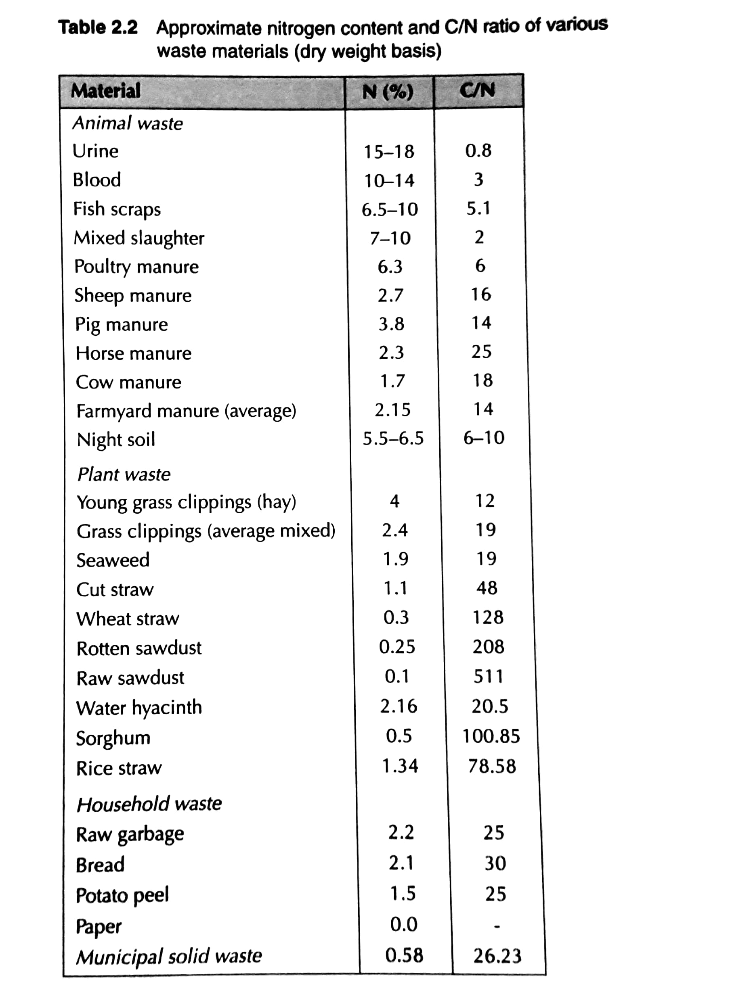 Table 2.2 Approximate nitrogen content and C/N ratio of various
waste materials (dry weight basis)
Material N (%) C/N
Animal waste
Urine 15–18 0.8
Blood 10–14 3
Fish scraps 6.5–10 5.1
Mixed slaughter 7–10 2
Poultry manure 6.3 6
Sheep manure 2.7 16
Pig manure 3.8 14
Horse manure 2.3 25
Cow manure 1.7 18
Farmyard manure (average) 2.15 14
Night soil 5.5–6.5 6–10
Plant waste
Young grass clippings (hay) 4 12
Grass clippings (average mixed) 2.4 19
Seaweed 1.9 19
Cut straw 1.1 48
Wheat straw 0.3 128
Rotten sawdust 0.25 208
Raw sawdust 0.1 511
Water hyacinth 2.16 20.5
Sorghum 0.5 100.85
Rice straw 1.34 78.58
Household waste
Raw garbage 2.2 25
Bread 2.1 30
Potato peel 1.5 25
Paper 0.0 -
Municipal solid waste 0.58 26.23